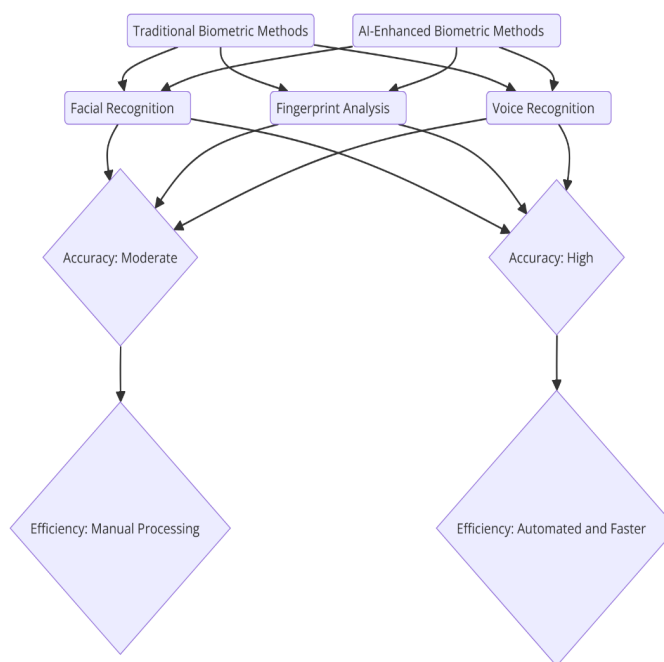 Traditional Biometric Methods
AI-Enhanced Biometric Methods
Facial Recognition
Fingerprint Analysis
Voice Recognition
Accuracy: Moderate
Accuracy: High
Efficiency: Manual Processing
Efficiency: Automated and Faster